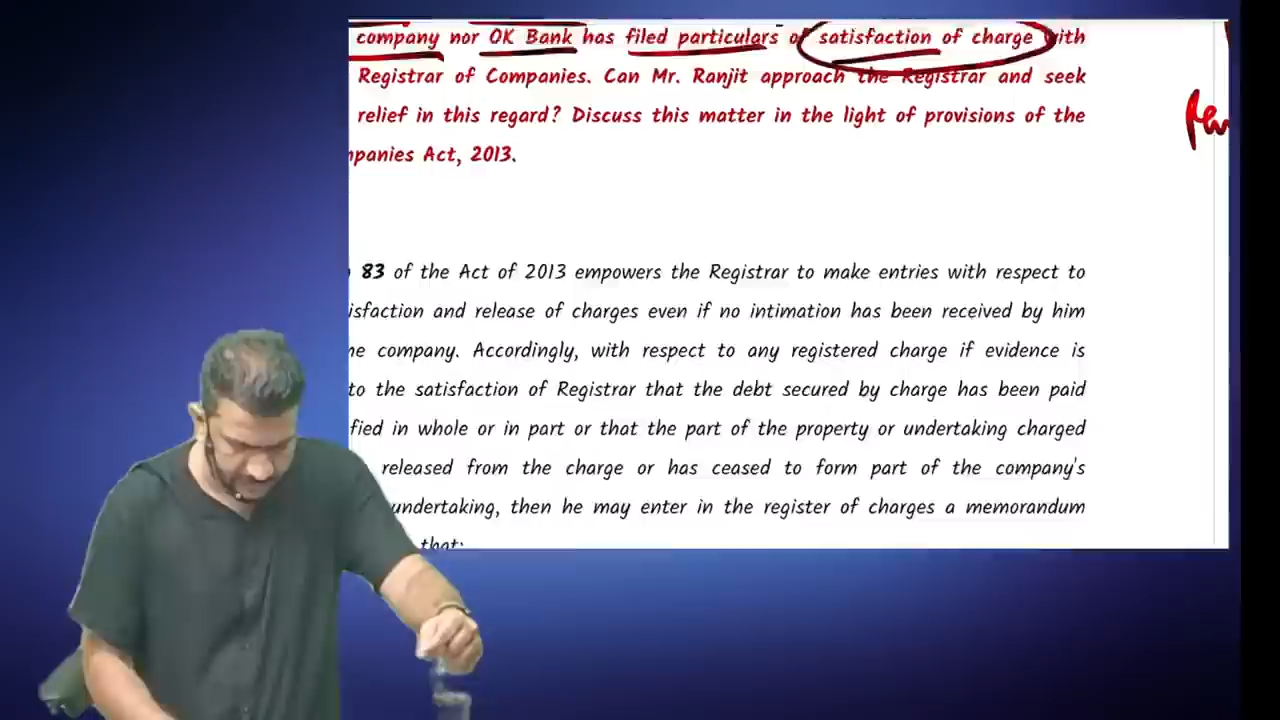 company nor OK Bank has filed particulars of satisfaction of charge with
Registrar of Companies. Can Mr. Ranjit approach the Registrar and seek
relief in this regard? Discuss this matter in the light of provisions of the
mpanies Act, 2013.
83 of the Act of 2013 empowers the Registrar to make entries with respect to
isfaction and release of charges even if no intimation has been received by him
he company. Accordingly, with respect to any registered charge if evidence is
to the satisfaction of Registrar that the debt secured by charge has been paid
fied in whole or in part or that the part of the property or undertaking charged
released from the charge or has ceased to form part of the company's
undertaking, then he may enter in the register of charges a memorandum
that: